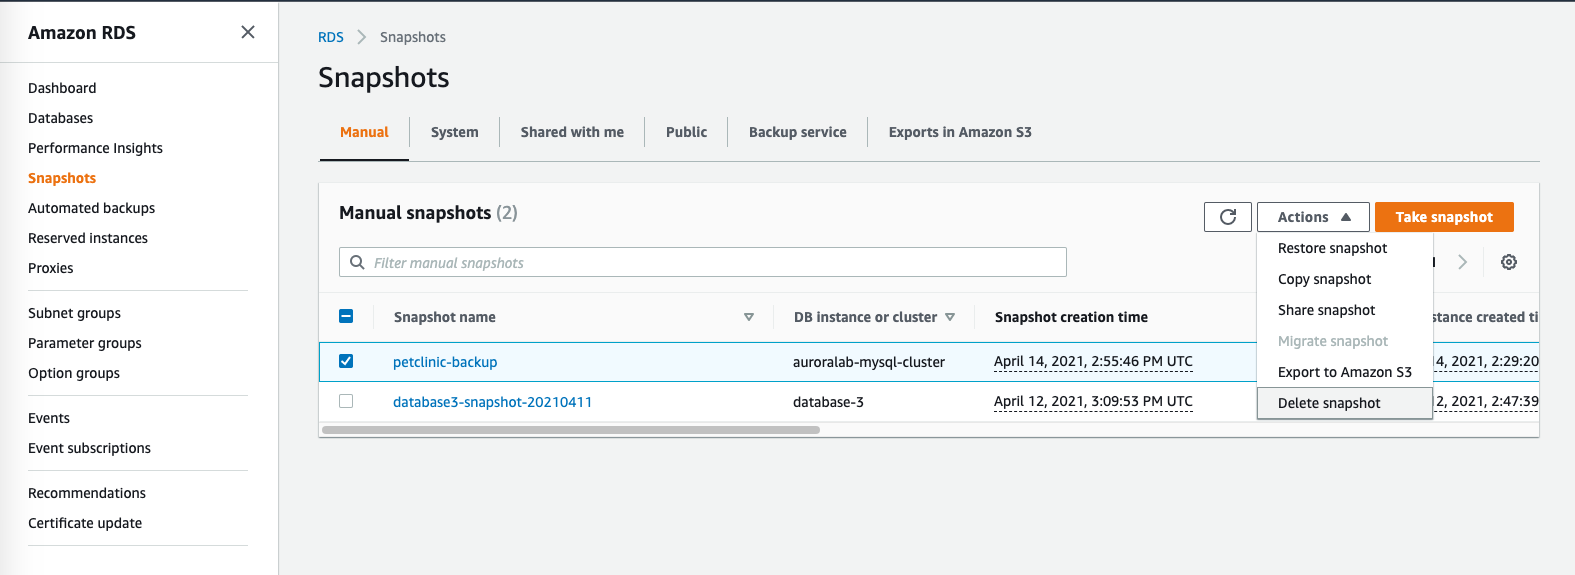 Amazon RDS
Dashboard
Databases
Performance Insights
Snapshots
Automated backups
Reserved instances
Proxies
Subnet groups
Parameter groups
Option groups
Events
Event subscriptions
Recommendations
Certificate update
RDS Snapshots
Snapshots
Manual System Shared with me Public Backup service Exports in Amazon S3
Manual snapshots (2)
Actions Take snapshot
Filter manual snapshots
Restore snapshot
Copy snapshot
Share snapshot
Migrate snapshot
Export to Amazon S3
Delete snapshot
Snapshot name DB instance or cluster Snapshot creation time stance created ti
petclinic-backup auroralab-mysql-cluster April 14, 2021, 2:55:46 PM UTC 4, 2021, 2:29:20
database3-snapshot-20210411 database-3 April 12, 2021, 3:09:53 PM UTC 2, 2021, 2:47:39